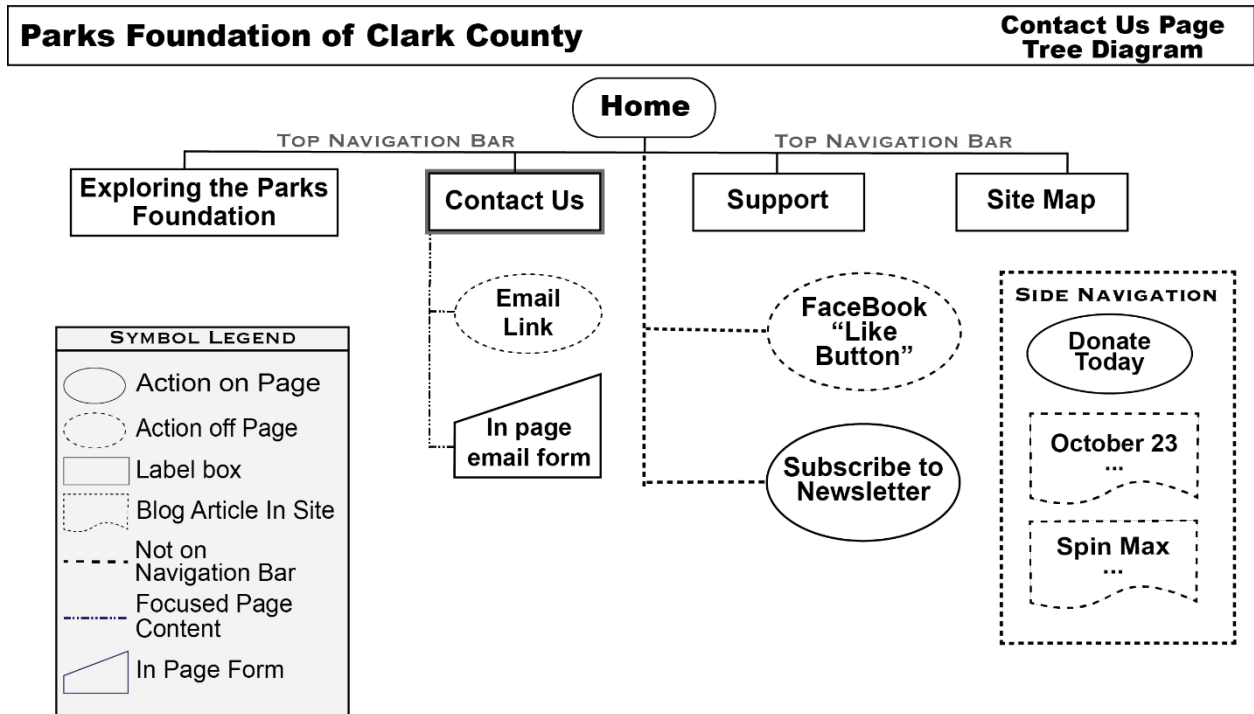 Parks Foundation of Clark County
Contact Us Page
Tree Diagram
Home
Top Navigation Bar
Top Navigation Bar
Exploring the Parks
Foundation
Contact Us
Support
Site Map
Email
Link
In page
email form
FaceBook
“Like
Button”
Subscribe to
Newsletter
Side Navigation
Donate
Today
October 23
...
Spin Max
...
Symbol Legend
Action on Page
Action off Page
Label box
Blog Article In Site
Not on
Navigation Bar
Focused Page
Content
In Page Form